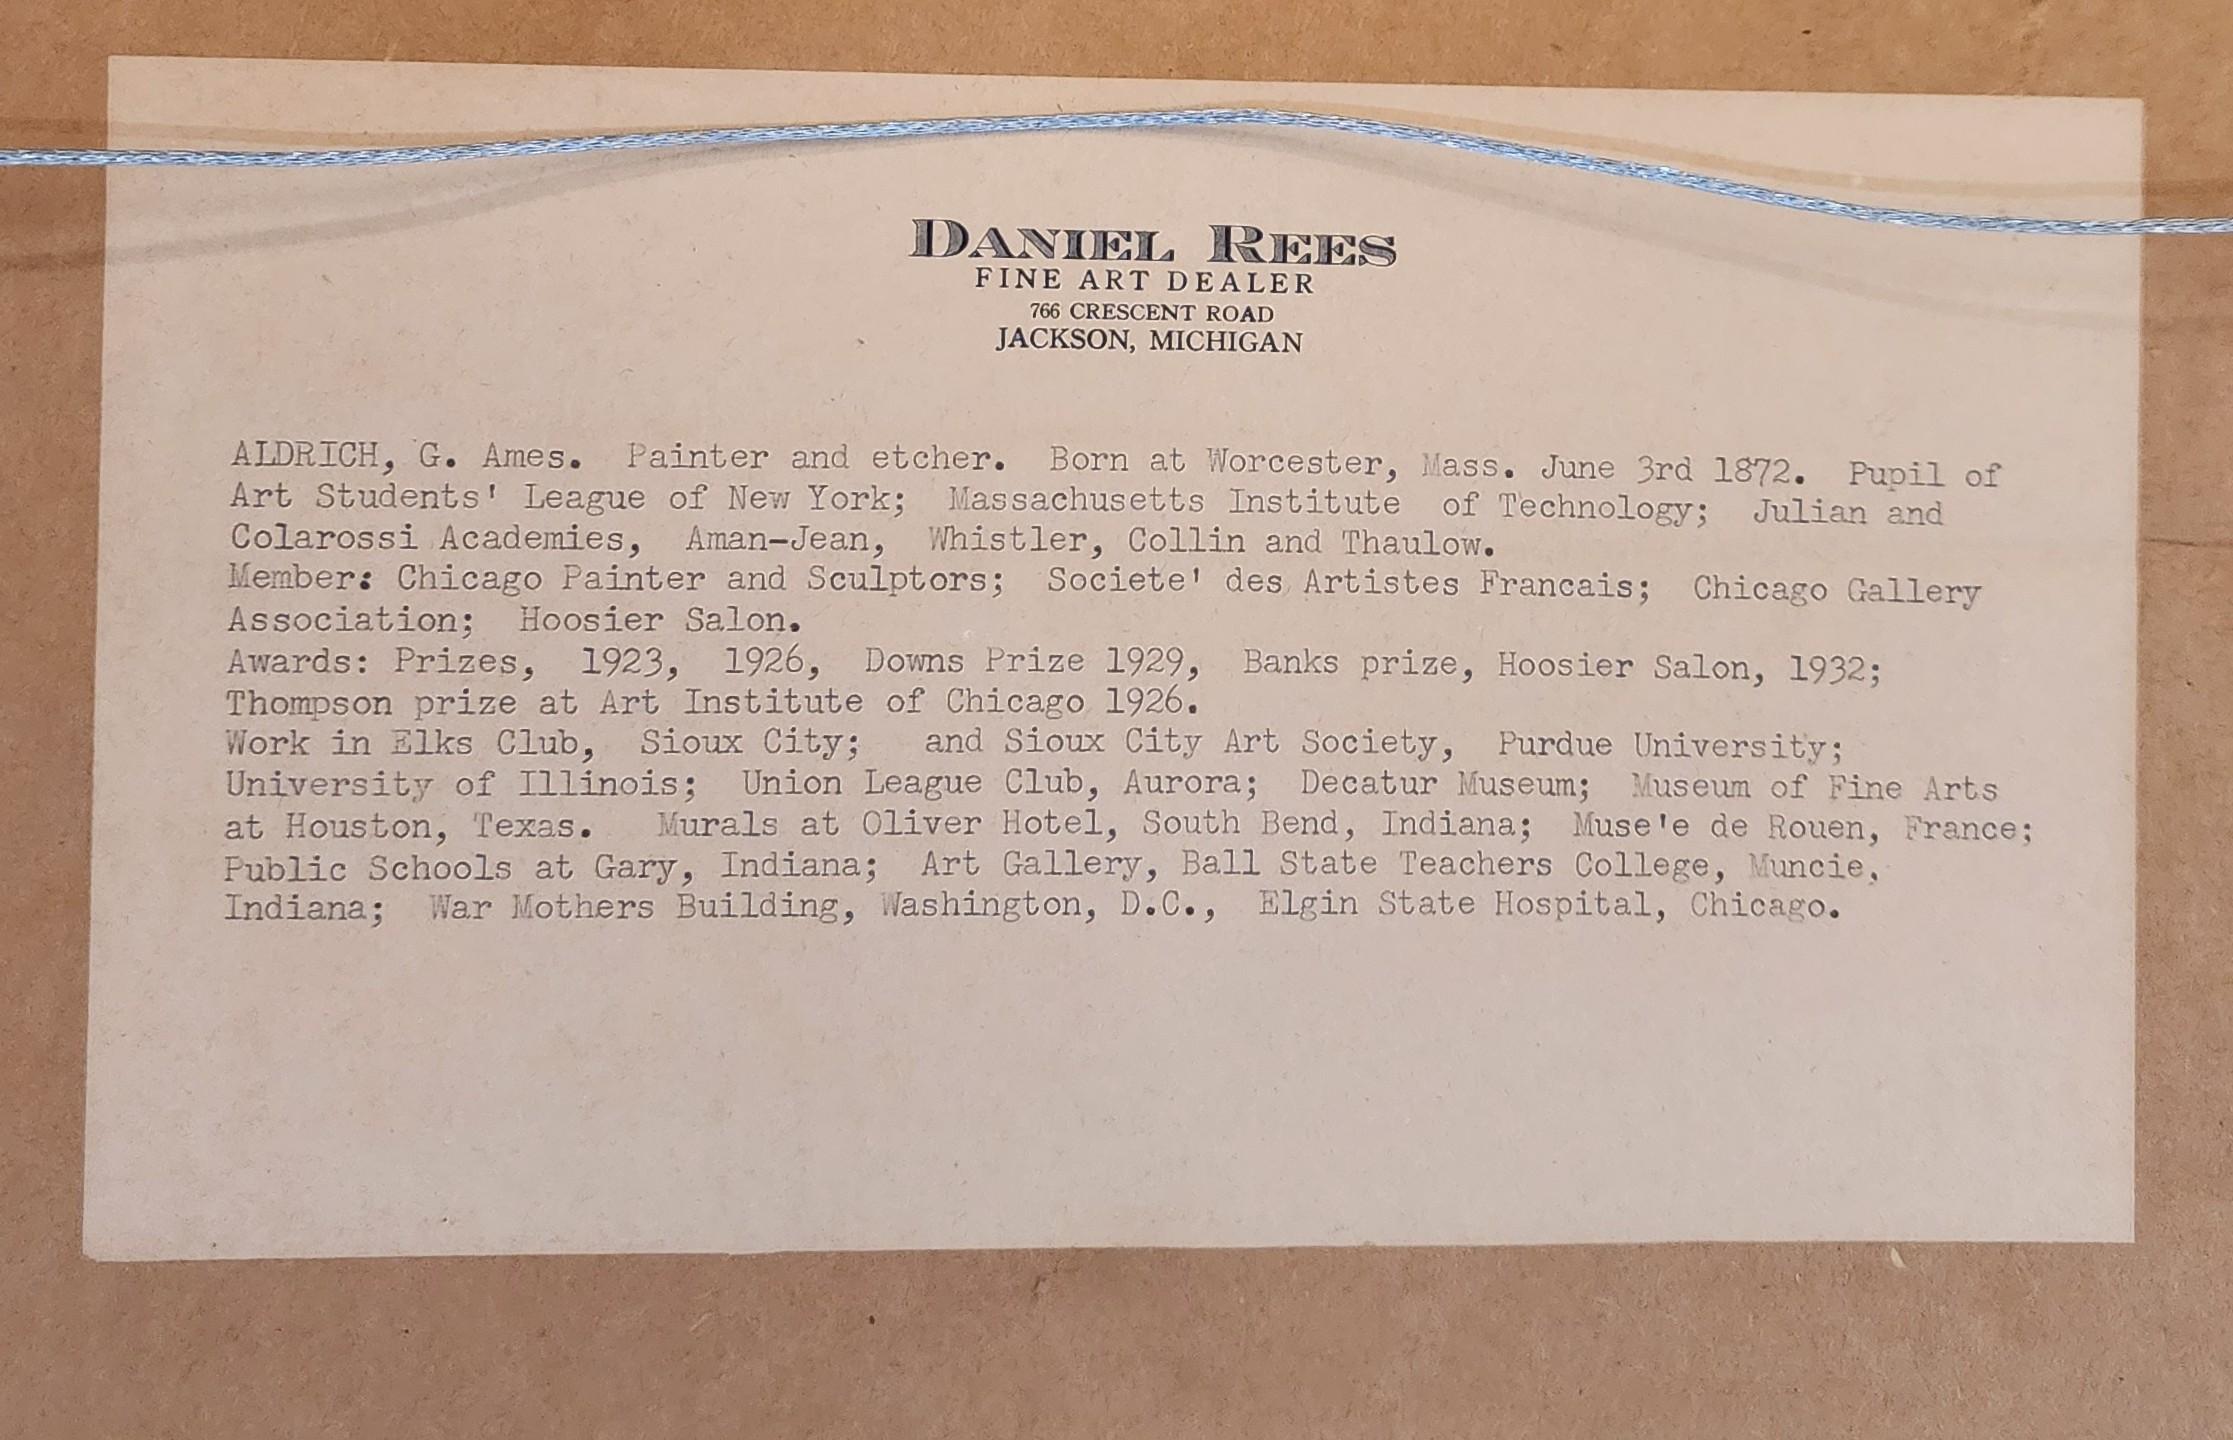 DANIEL REES
FINE ART DEALER
766 CRESCENT ROAD
JACKSON, MICHIGAN
ALDRICH, G. Ames. Painter and etcher. Born at Worcester, Mass. June 3rd 1872. Pupil of
Art Students' League of New York; Massachusetts Institute of Technology; Julian and
Colarossi Academies, Aman-Jean, Whistler, Collin and Thaulow.
Member: Chicago Painter and Sculptors; Societe' des Artistes Francais; Chicago Gallery
Association; Hoosier Salon.
Awards: Prizes, 1923, 1926, Downs Prize 1929, Banks prize, Hoosier Salon, 1932;
Thompson prize at Art Institute of Chicago 1926.
Work in Elks Club, Sioux City; and Sioux City Art Society, Purdue University;
University of Illinois; Union League Club, Aurora; Decatur Museum; Museum of Fine Arts
at Houston, Texas. Murals at Oliver Hotel, South Bend, Indiana; Muse'e de Rouen, France;
Public Schools at Gary, Indiana; Art Gallery, Ball State Teachers College, Muncie,
Indiana; War Mothers Building, Washington, D.C., Elgin State Hospital, Chicago.